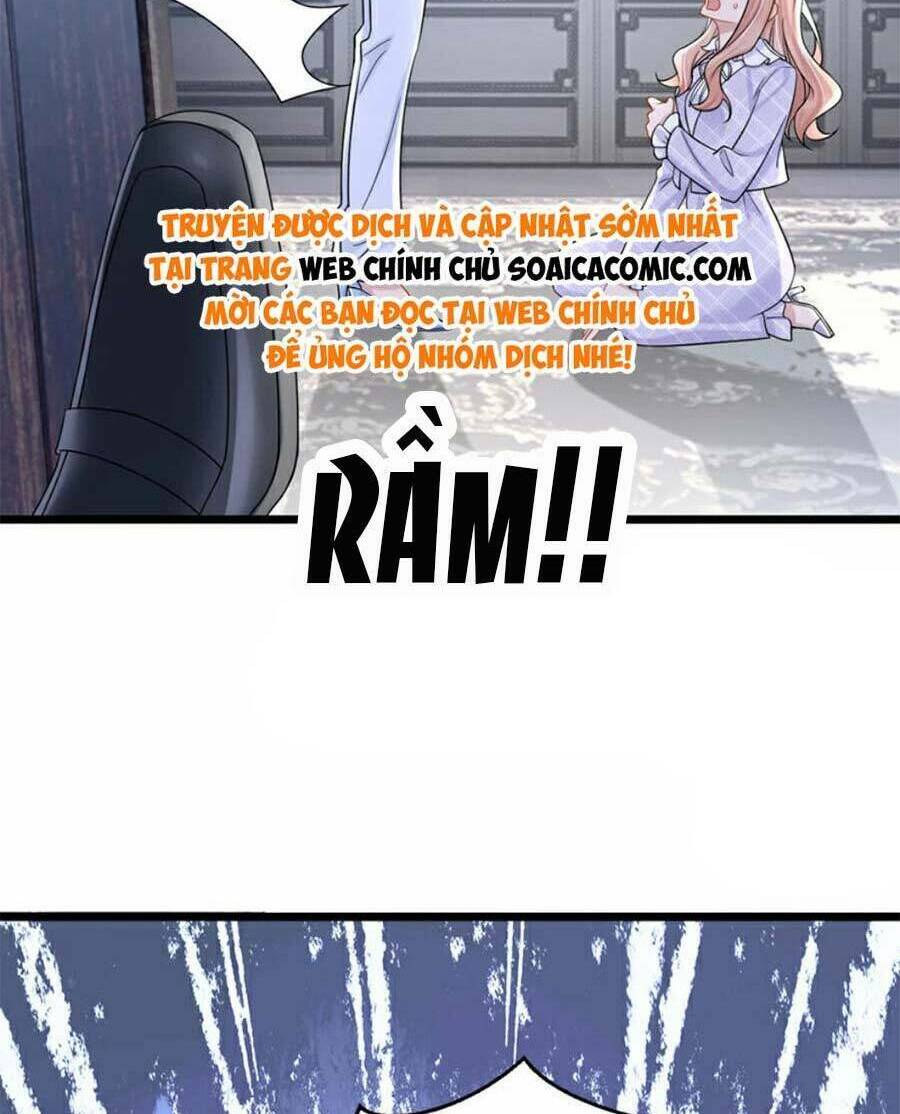 TRUYỆN ĐƯỢC DỊCH VÀ CẬP NHẬT SỚM NHẤT
TẠI TRANG WEB CHÍNH CHỦ SOAICACOMIC.COM
MỜI CÁC BẠN ĐỌC TẠI WEB CHÍNH CHỦ
ĐỂ ỦNG HỘ NHÓM DỊCH NHÉ!
RẦM!!